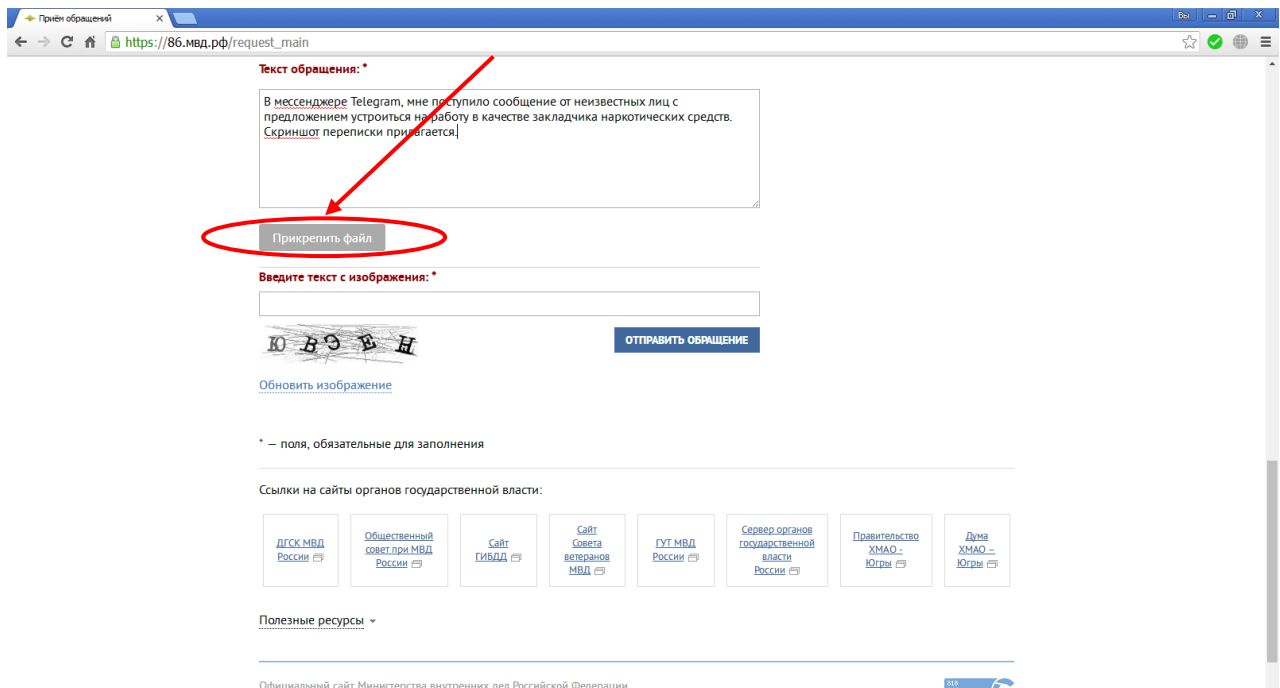 Приём обращений
Вы
https://86.мвд.рф/request_main
Текст обращения: *
В мессенджере Telegram, мне поступило сообщение от неизвестных лиц с
предложением устроиться на работу в качестве закладчика наркотических средств.
Скриншот переписки прилагается.
Прикрепить файл
Введите текст с изображения: *
Ю В Э Е Н
ОТПРАВИТЬ ОБРАЩЕНИЕ
Обновить изображение
* — поля, обязательные для заполнения
Ссылки на сайты органов государственной власти:
ДГСК МВД
России
Общественный
совет при МВД
России
Сайт
ГИБДД
Сайт
Совета
ветеранов
МВД
ГУТ МВД
России
Сервер органов
государственной
власти
России
Правительство
ХМАО -
Югры
Дума
ХМАО –
Югры
Полезные ресурсы
Официальный сайт Министерства внутренних дел Российской Федерации